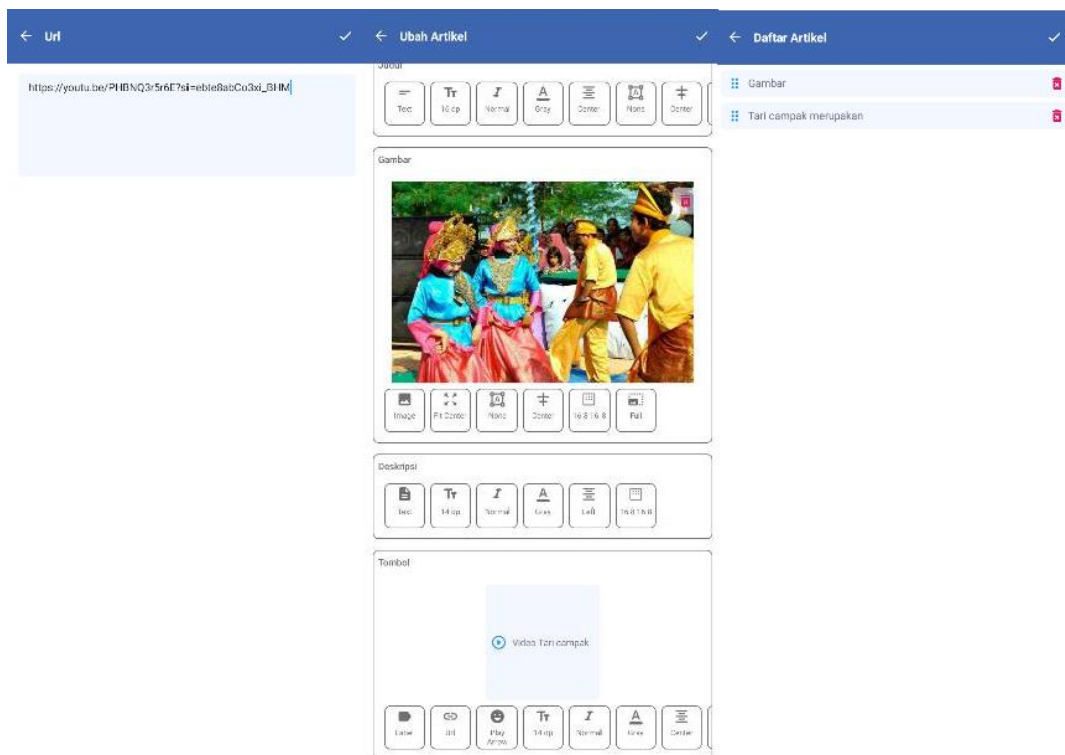 Url
https://youtu.be/PHBNQ3r5r6E?si=ebte8abCo3xi_BHM
Ubah Artikel
Judul
Text
16 dp
Normal
Gray
Center
None
Center
Gambar
Image
Fit Center
None
Center
16 8 16 8
Full
Deskripsi
Text
14 dp
Normal
Gray
Left
16 8 16 8
Tombol
Video Tari campak
Label
Url
Play
Arrow
14 dp
Normal
Gray
Center
Daftar Artikel
Gambar
Tari campak merupakan